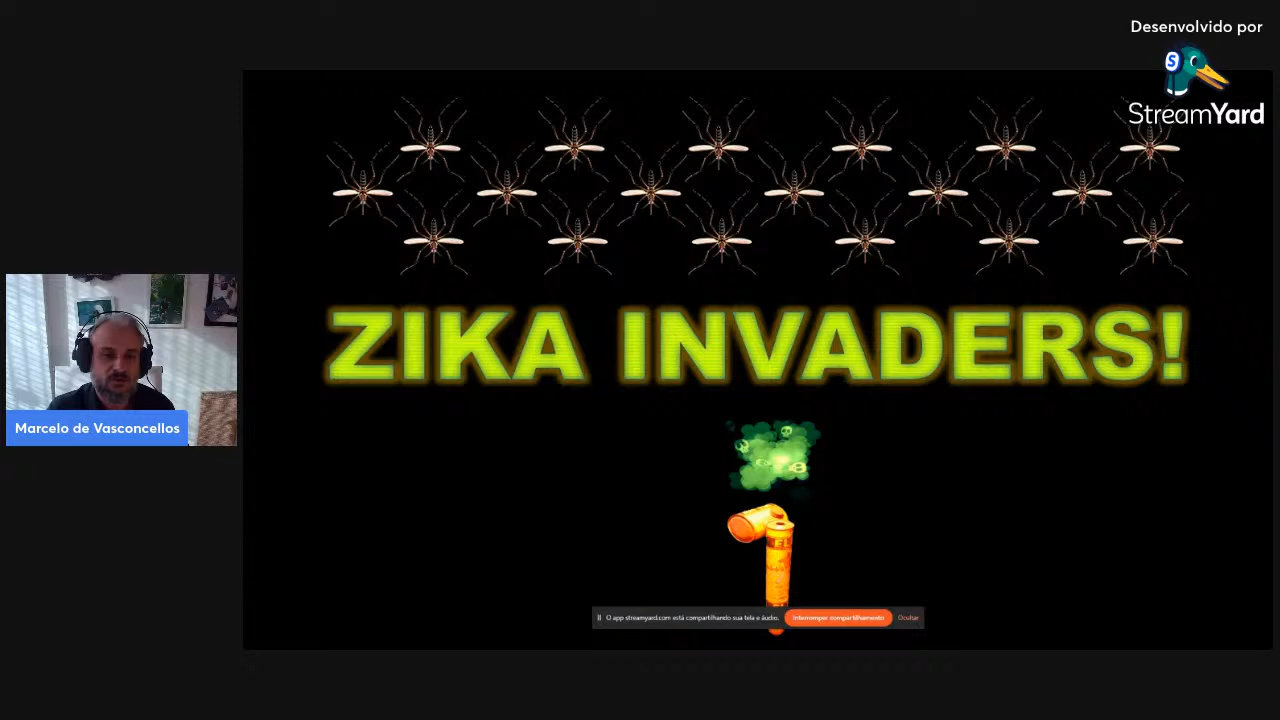 Desenvolvido por
S
StreamYard
ZIKA INVADERS!
Marcelo de Vasconcellos
O app streamyard.com está compartilhando sua tela e áudio.
Interromper compartilhamento
Ocultar